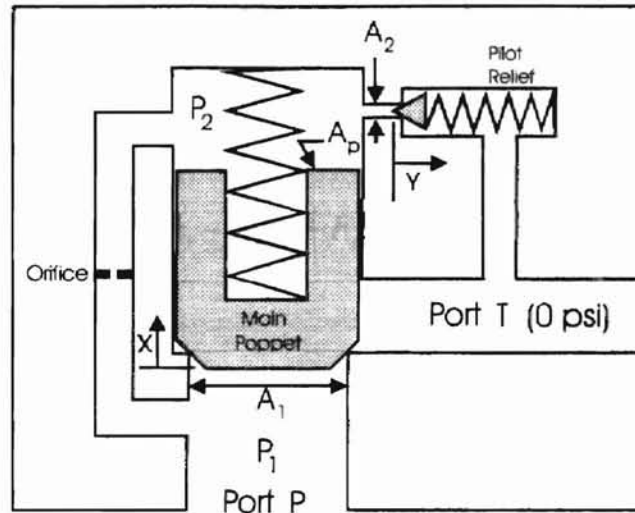 A2
Pilot
Relief
P2
Ap
Y
Orifice
Main
Poppet
Port T (0 psi)
X
A1
P1
Port P